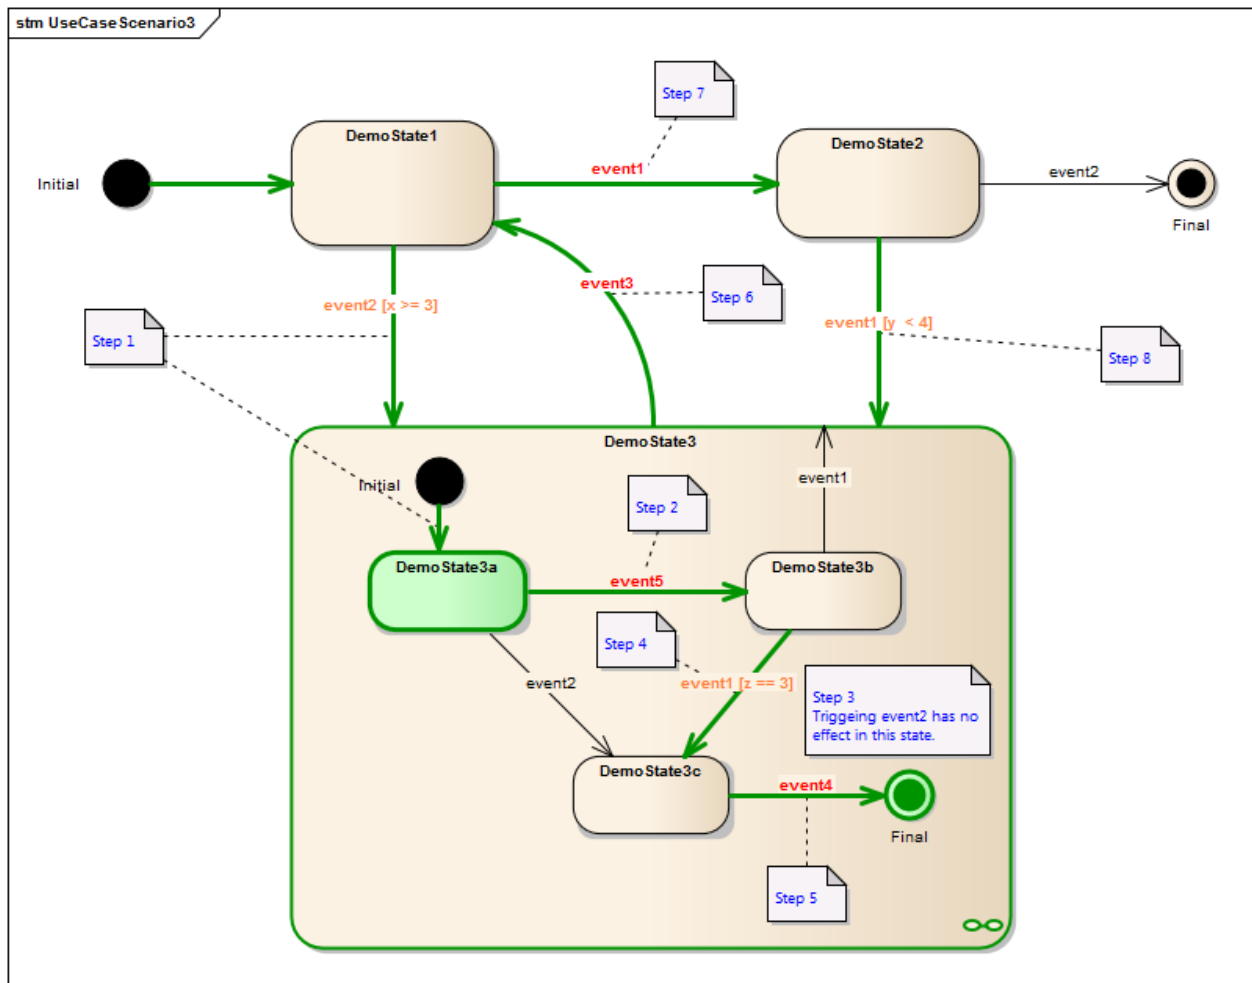 stm UseCaseScenario3
Step 7
DemoState1
DemoState2
Initial
event1
event2
Final
event3
Step 6
event2 [x >= 3]
event1 [y < 4]
Step 1
Step 8
DemoState3
Initial
event1
Step 2
DemoState3a
DemoState3b
event5
Step 4
event2
event1 [z == 3]
Step 3
Triggeing event2 has no
effect in this state.
DemoState3c
event4
Final
Step 5